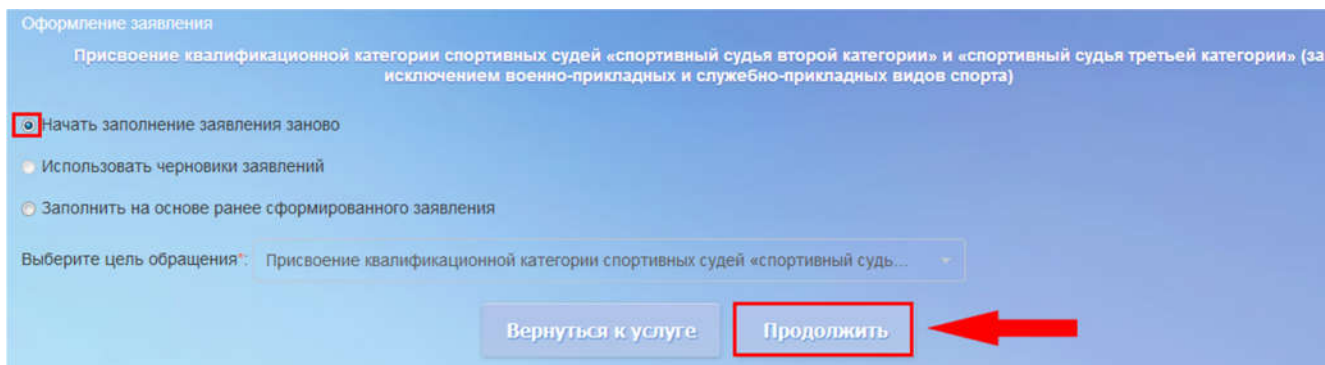 Оформление заявления
Присвоение квалификационной категории спортивных судей «спортивный судья второй категории» и «спортивный судья третьей категории» (за
исключением военно-прикладных и служебно-прикладных видов спорта)
Начать заполнение заявления заново
Использовать черновики заявлений
Заполнить на основе ранее сформированного заявления
Выберите цель обращения*: Присвоение квалификационной категории спортивных судей «спортивный судь...
Вернуться к услуге Продолжить